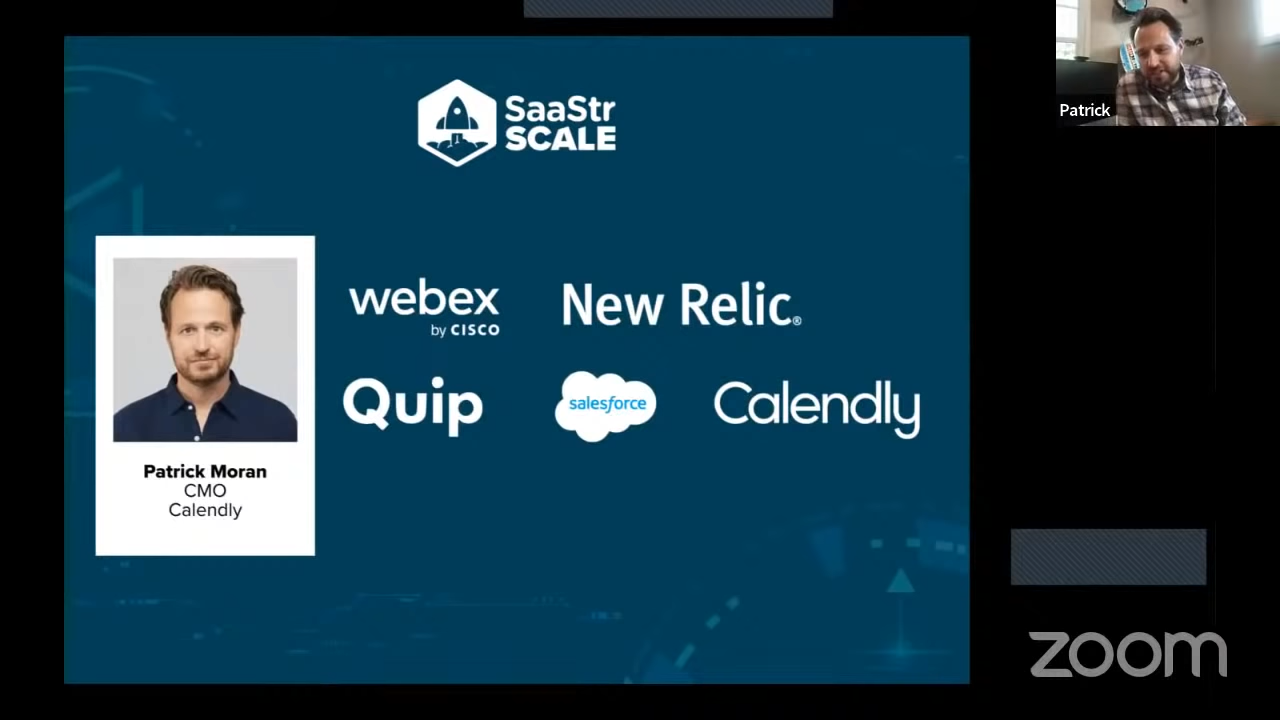 SaaStr
SCALE
Patrick
webex
by CISCO
New Relic®
Quip
salesforce
Calendly
Patrick Moran
CMO
Calendly
zoom